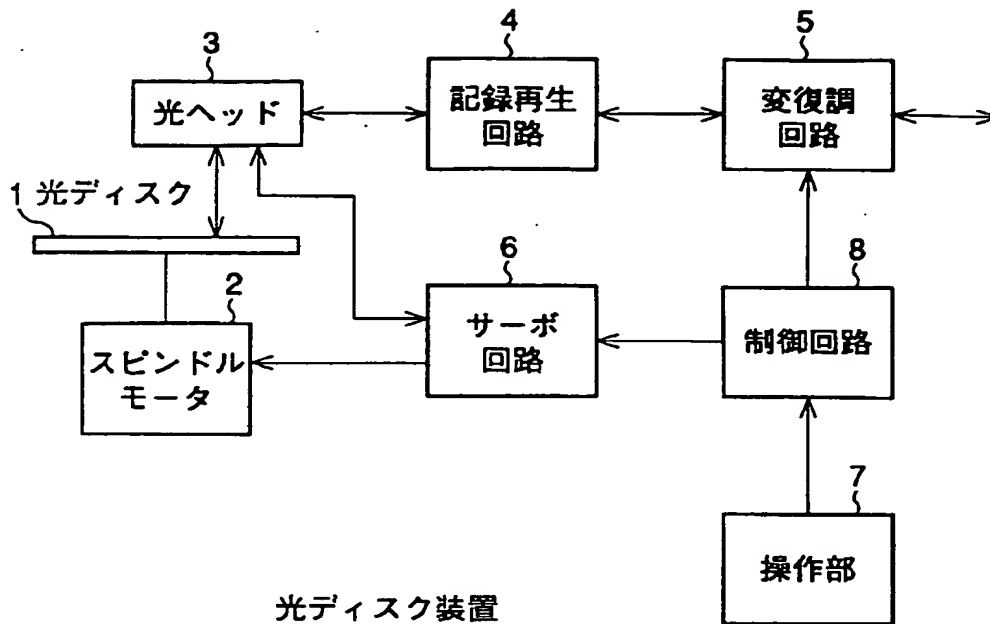 3
光ヘッド
4
記録再生
回路
5
変復調
回路
1 光ディスク
2
スピンドル
モータ
6
サーボ
回路
8
制御回路
7
操作部
光ディスク装置